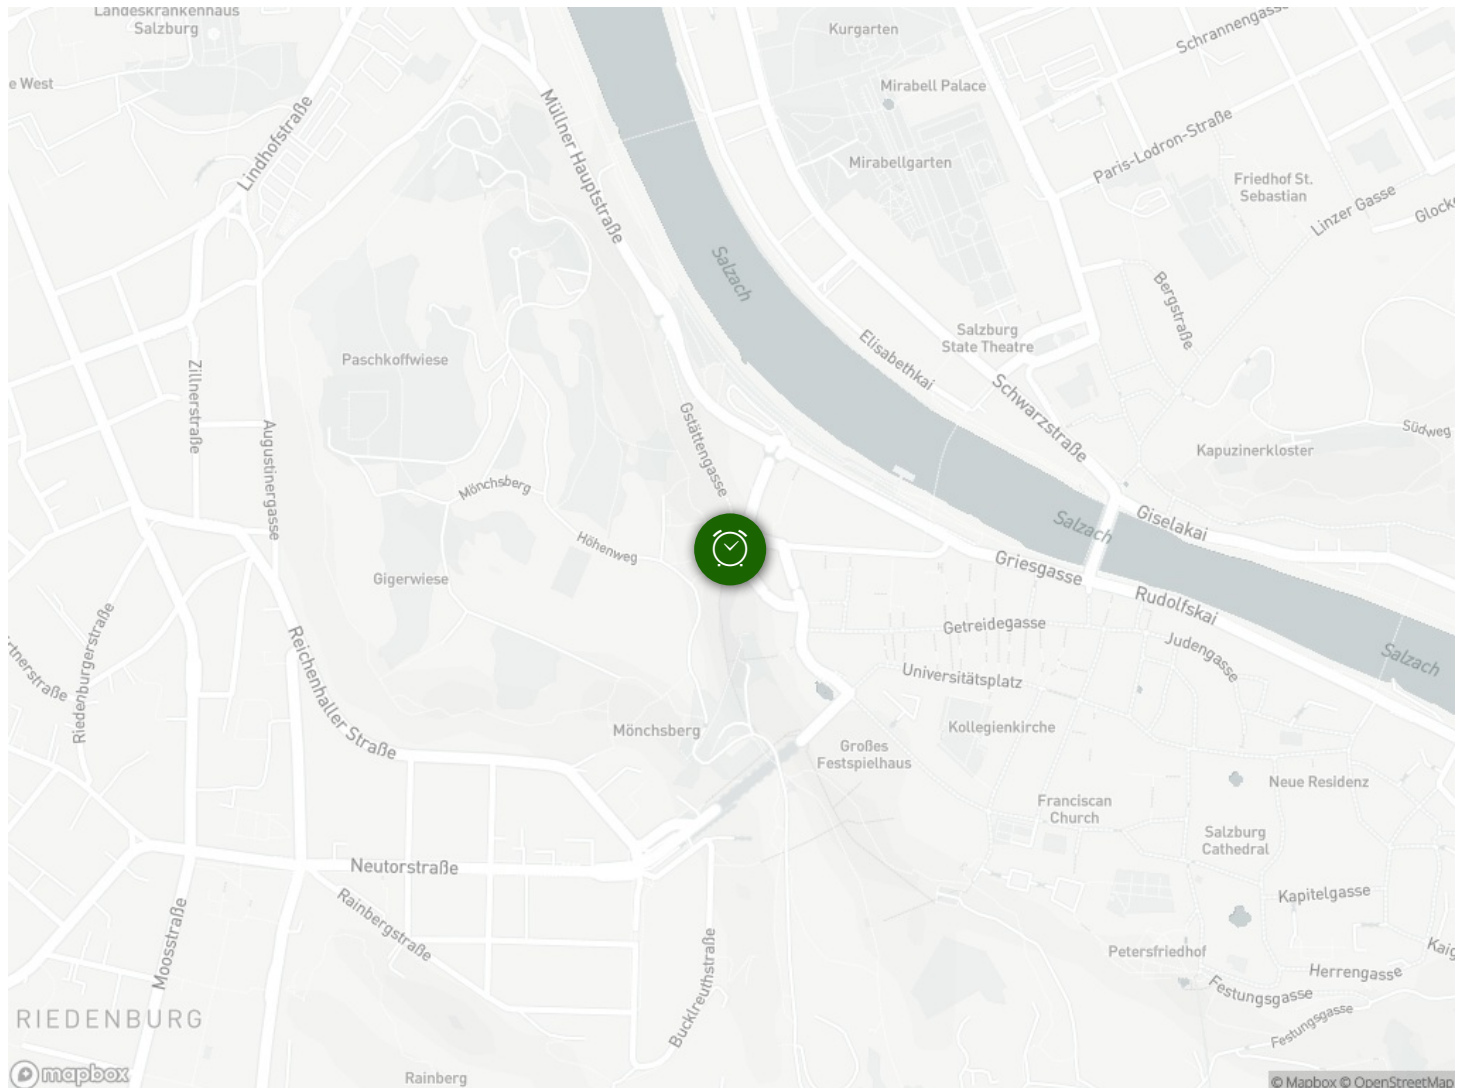 Landeskrankenhaus
Salzburg
Kurgarten
Schrannengasse
e West
Mirabell Palace
Müllner Hauptstraße
Lindhofstraße
Paris-Lodron-Straße
Mirabellgarten
Friedhof St.
Sebastian
Linzer Gasse
Glocke
Salzach
Bergstraße
Salzburg
State Theatre
Elisabethkai
Paschkoffwiese
Zillnerstraße
Schwarzstraße
Gstättengasse
Augustinergasse
Südweg
Kapuzinerkloster
Mönchsberg
Salzach
Giselakai
Höhenweg
Griesgasse
Gigerwiese
Rudolfskai
Getreidegasse
Riedenburgerstraße
rtnerstraße
Judengasse
Salzach
Reichenhaller Straße
Universitätsplatz
Mönchsberg
Kollegienkirche
Großes
Festspielhaus
Neue Residenz
Franciscan
Church
Salzburg
Cathedral
Neutorstraße
Kapitelgasse
Rainbergstraße
Moosstraße
Petersfriedhof
Kaig
Herrengasse
Bucklreuthstraße
Festungsgasse
Festungsgasse
RIEDENBURG
mapbox
Rainberg
© Mapbox © OpenStreetMap